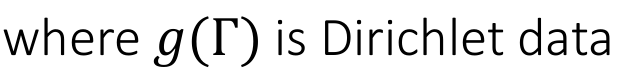 where 𝑔(Γ) is Dirichlet data